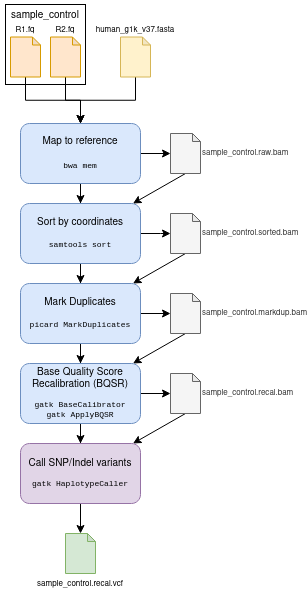 sample_control
R1.fq
R2.fq
human_g1k_v37.fasta
Map to reference
bwa mem
sample_control.raw.bam
Sort by coordinates
samtools sort
sample_control.sorted.bam
Mark Duplicates
picard MarkDuplicates
sample_control.markdup.bam
Base Quality Score
Recalibration (BQSR)
gatk BaseCalibrator
gatk ApplyBQSR
sample_control.recal.bam
Call SNP/Indel variants
gatk HaplotypeCaller
sample_control.recal.vcf